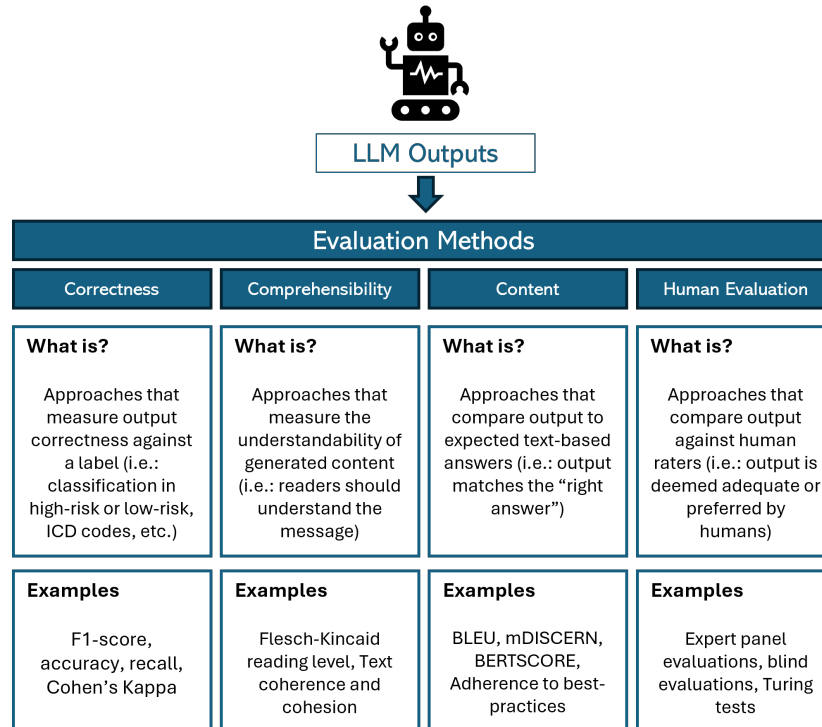 LLM Outputs
Evaluation Methods
Correctness
Comprehensibility
Content
Human Evaluation
What is?
Approaches that
measure output
correctness against
a label (i.e.:
classification in
high-risk or low-risk,
ICD codes, etc.)
What is?
Approaches that
measure the
understandability of
generated content
(i.e.: readers should
understand the
message)
What is?
Approaches that
compare output to
expected text-based
answers (i.e.: output
matches the “right
answer”)
What is?
Approaches that
compare output
against human
raters (i.e.: output is
deemed adequate or
preferred by
humans)
Examples
F1-score,
accuracy, recall,
Cohen’s Kappa
Examples
Flesch-Kincaid
reading level, Text
coherence and
cohesion
Examples
BLEU, mDISCERN,
BERTSCORE,
Adherence to best-
practices
Examples
Expert panel
evaluations, blind
evaluations, Turing
tests